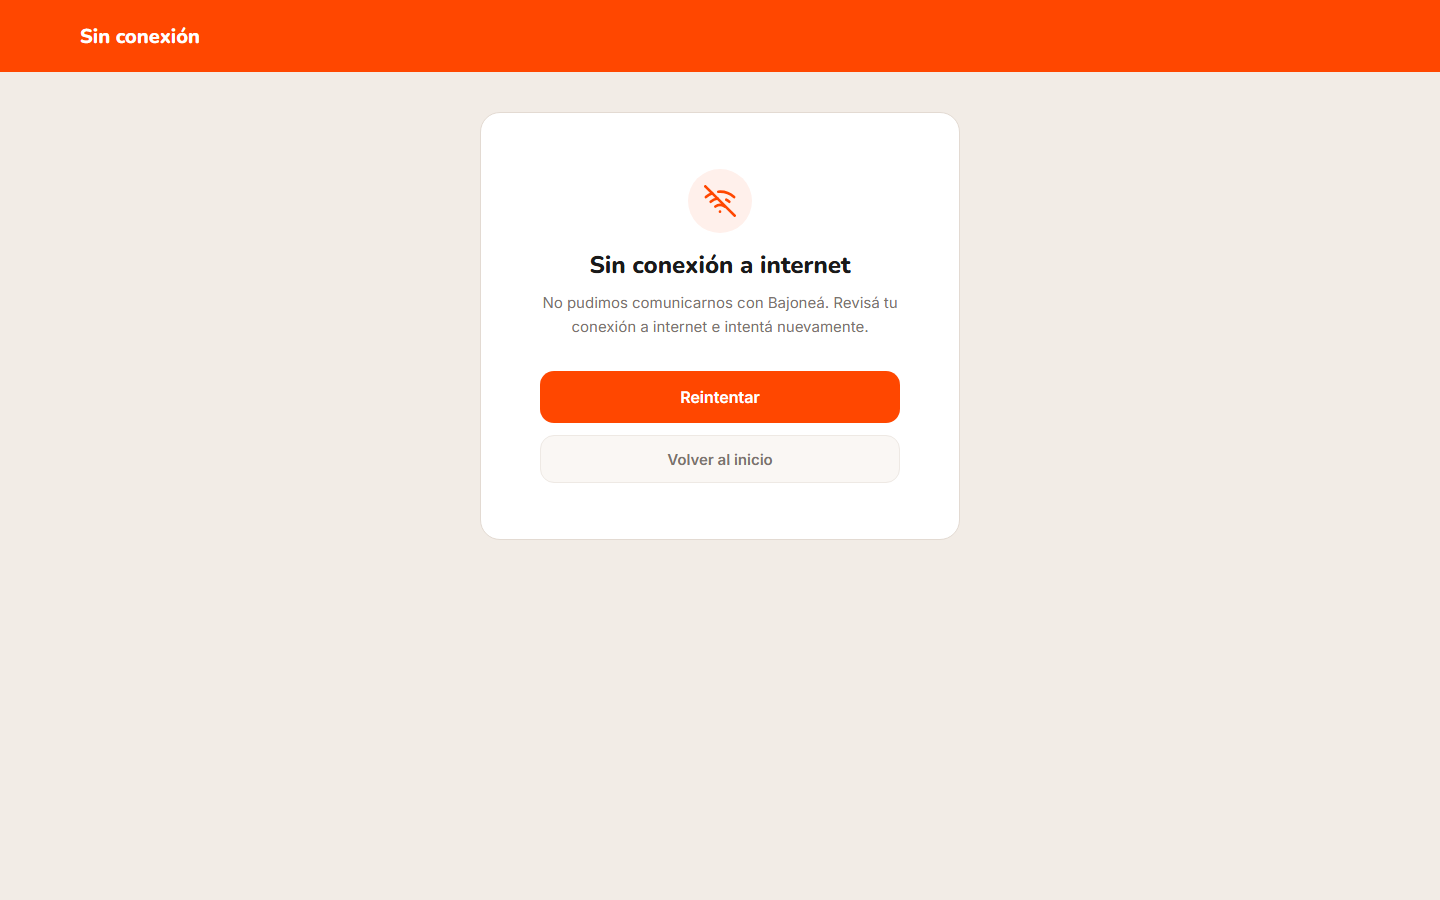 Sin conexión
Sin conexión a internet
No pudimos comunicarnos con Bajoneá. Revisá tu
conexión a internet e intentá nuevamente.
Reintentar
Volver al inicio